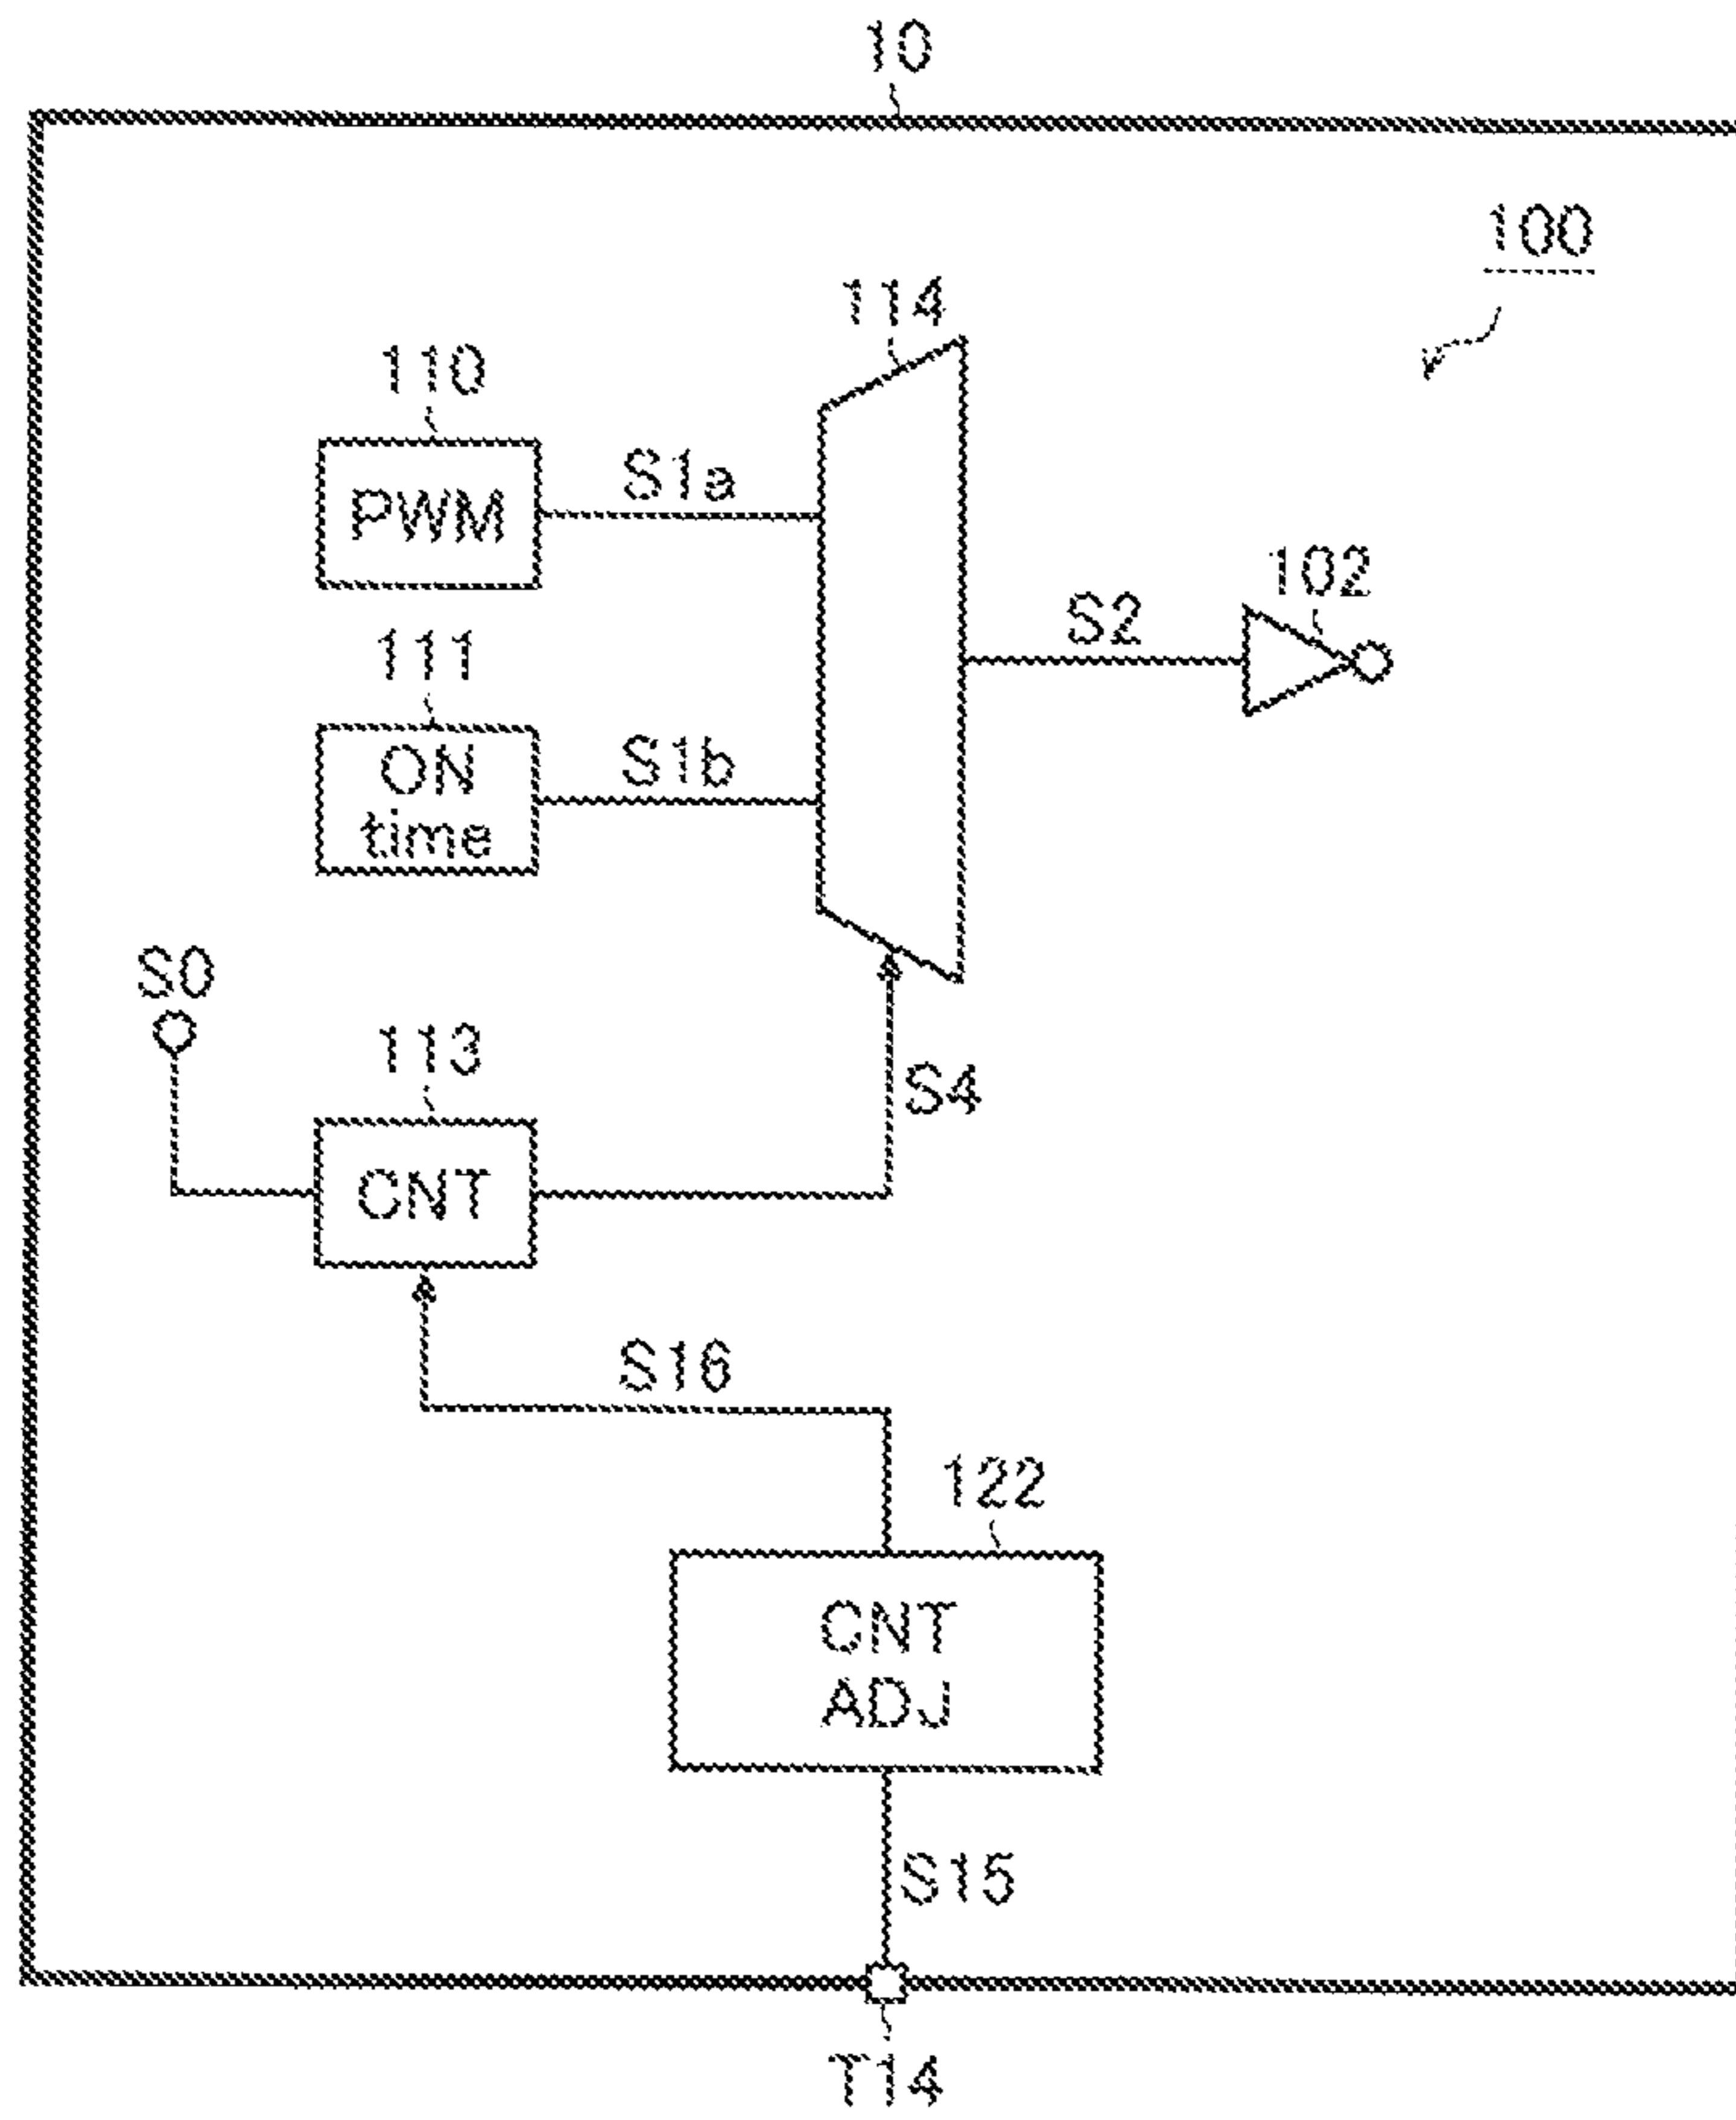 10
100
114
110
PWM
S1a
102
S2
111
ON
time
S1b
S0
113
CNT
S4
S16
122
CNT
ADJ
S15
T14